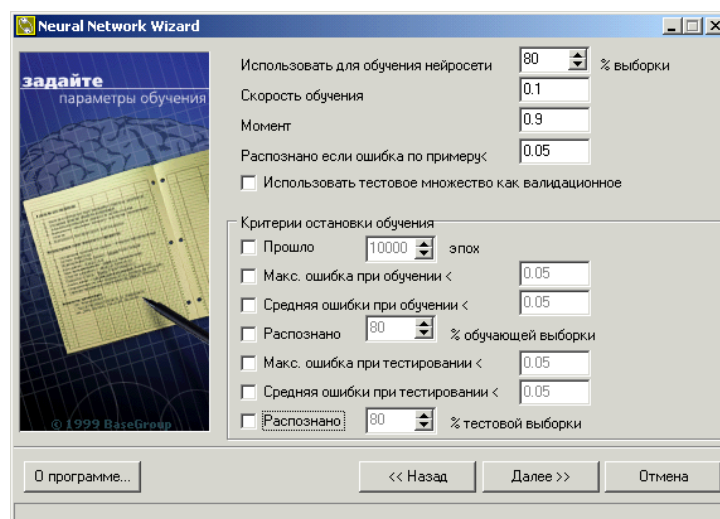 Neural Network Wizard
задайте
параметры обучения
Использовать для обучения нейросети 80 % выборки
Скорость обучения 0.1
Момент 0.9
Распознано если ошибка по примеру< 0.05
Использовать тестовое множество как валидационное
Критерии остановки обучения
Прошло 10000 эпох
Макс. ошибка при обучении < 0.05
Средняя ошибки при обучении < 0.05
Распознано 80 % обучающей выборки
Макс. ошибка при тестировании < 0.05
Средняя ошибки при тестировании < 0.05
Распознано 80 % тестовой выборки
© 1999 BaseGroup
О программе... << Назад Далее >> Отмена